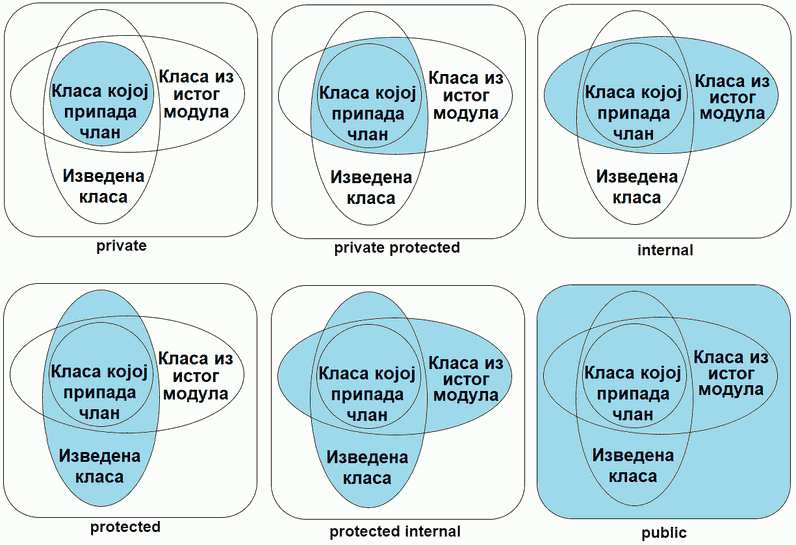 Класа којој
припада
члан
Класа из
истог
модула
Изведена
класа
private
Класа којој
припада
члан
Класа из
истог
модула
Изведена
класа
private protected
Класа којој
припада
члан
Класа из
истог
модула
Изведена
класа
internal
Класа којој
припада
члан
Класа из
истог
модула
Изведена
класа
protected
Класа којој
припада
члан
Класа из
истог
модула
Изведена
класа
protected internal
Класа којој
припада
члан
Класа из
истог
модула
Изведена
класа
public